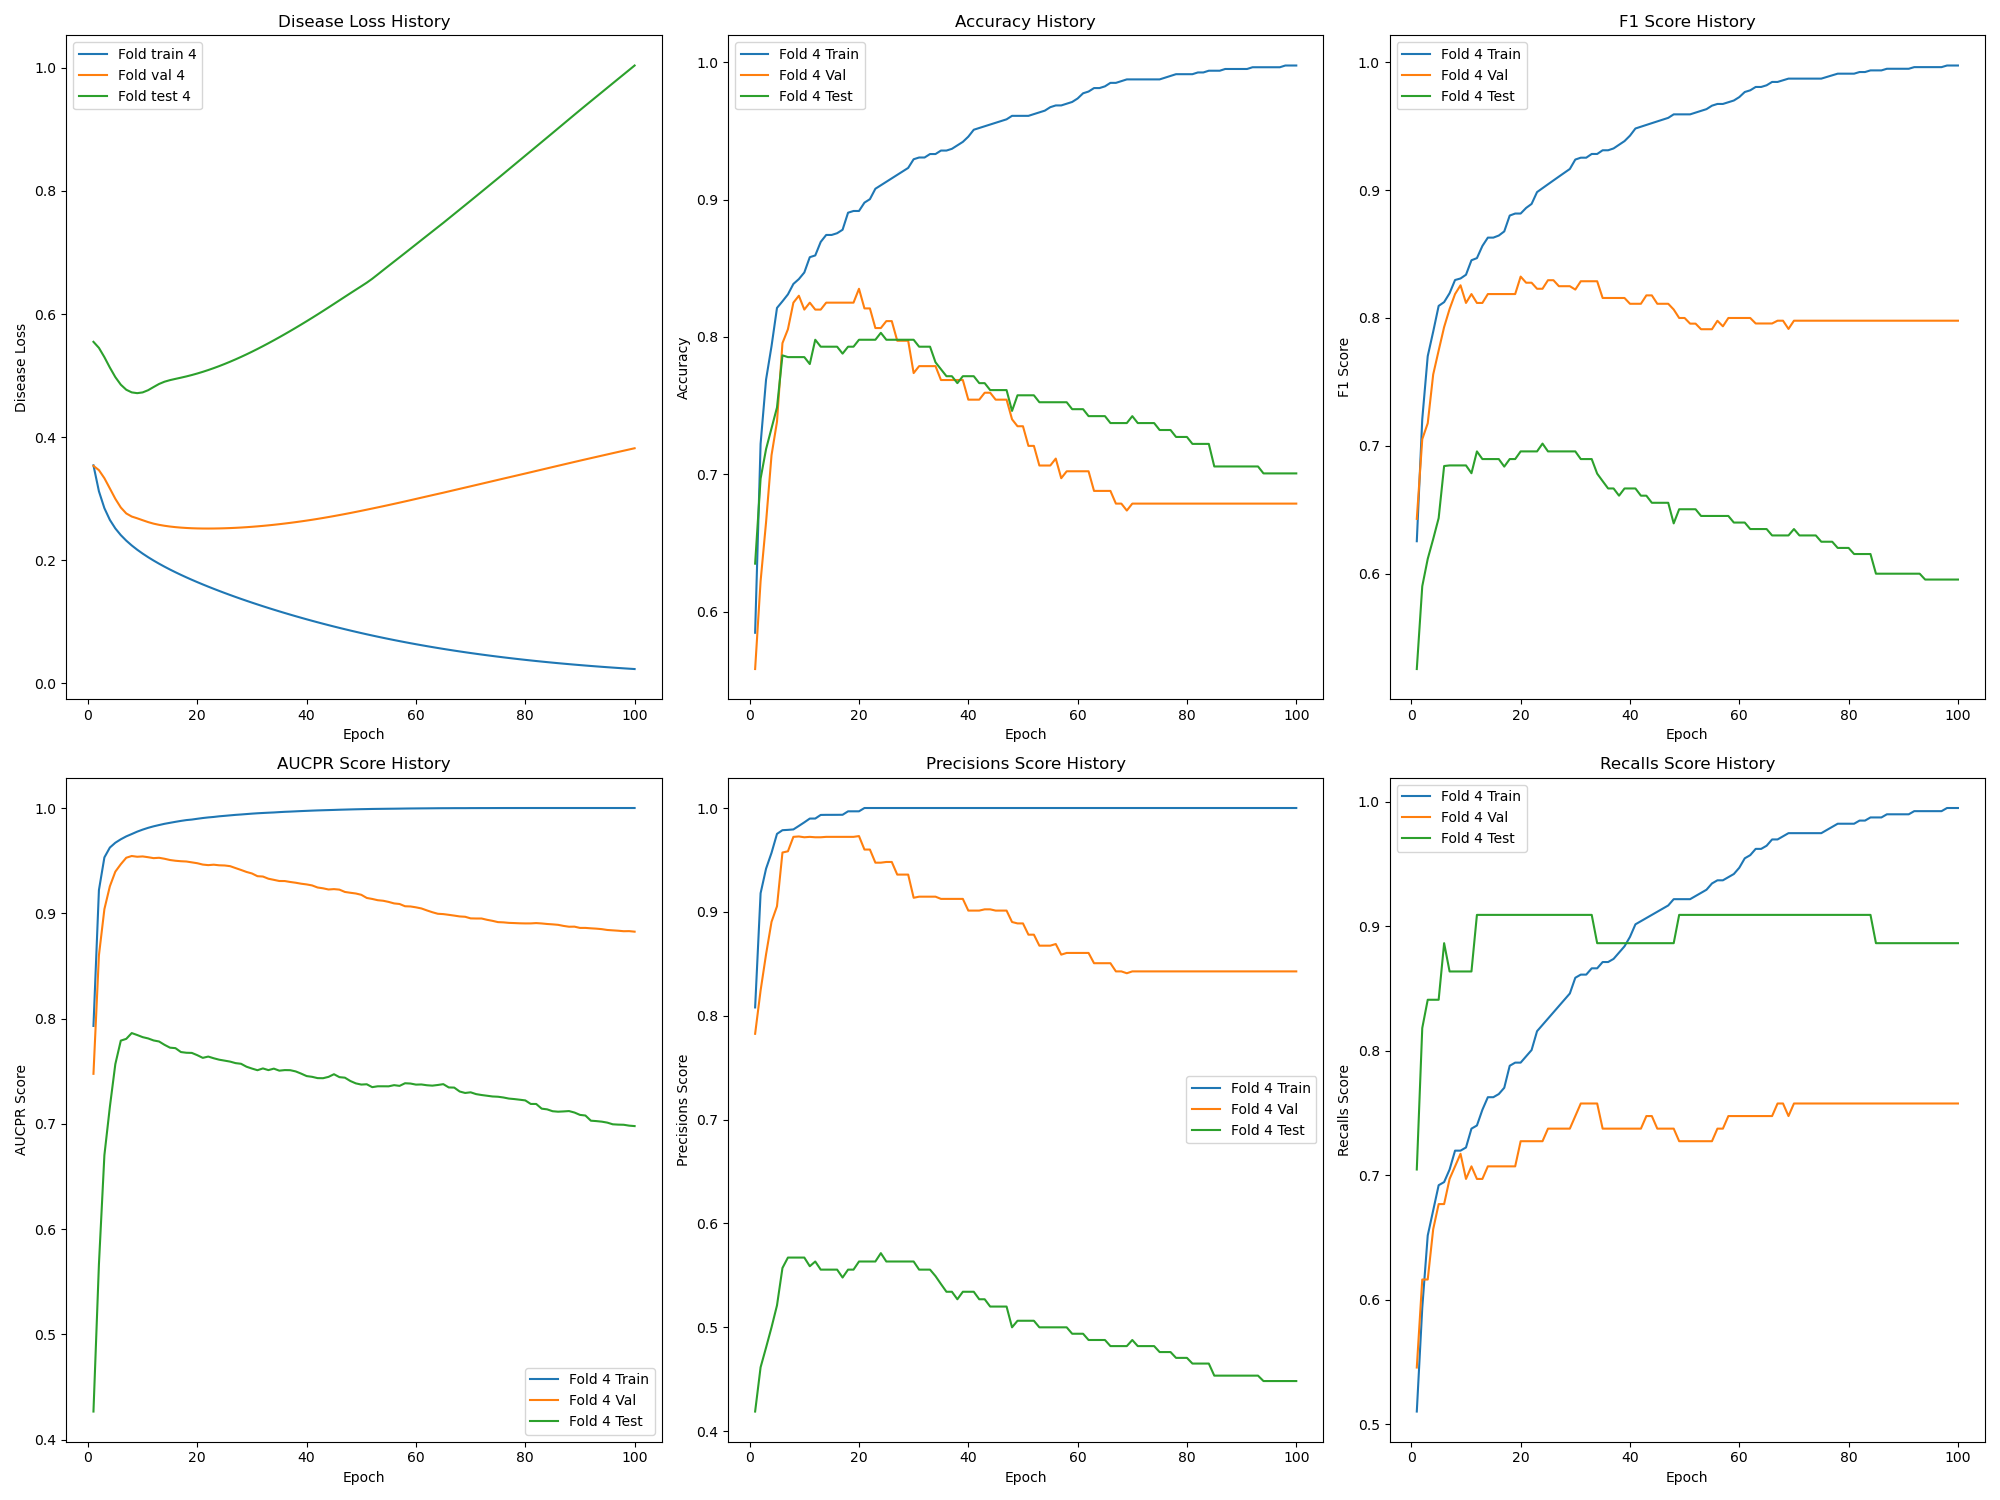 Disease Loss History
Fold train 4
Fold val 4
Fold test 4
1.0
0.8
0.6
0.4
0.2
0.0
Disease Loss
0 20 40 60 80 100
Epoch
Accuracy History
Fold 4 Train
Fold 4 Val
Fold 4 Test
1.0
0.9
0.8
0.7
0.6
Accuracy
0 20 40 60 80 100
Epoch
F1 Score History
Fold 4 Train
Fold 4 Val
Fold 4 Test
1.0
0.9
0.8
0.7
0.6
F1 Score
0 20 40 60 80 100
Epoch
AUCPR Score History
1.0
0.9
0.8
0.7
0.6
0.5
0.4
AUCPR Score
Fold 4 Train
Fold 4 Val
Fold 4 Test
0 20 40 60 80 100
Epoch
Precisions Score History
1.0
0.9
0.8
0.7
0.6
0.5
0.4
Precisions Score
Fold 4 Train
Fold 4 Val
Fold 4 Test
0 20 40 60 80 100
Epoch
Recalls Score History
Fold 4 Train
Fold 4 Val
Fold 4 Test
1.0
0.9
0.8
0.7
0.6
0.5
Recalls Score
0 20 40 60 80 100
Epoch